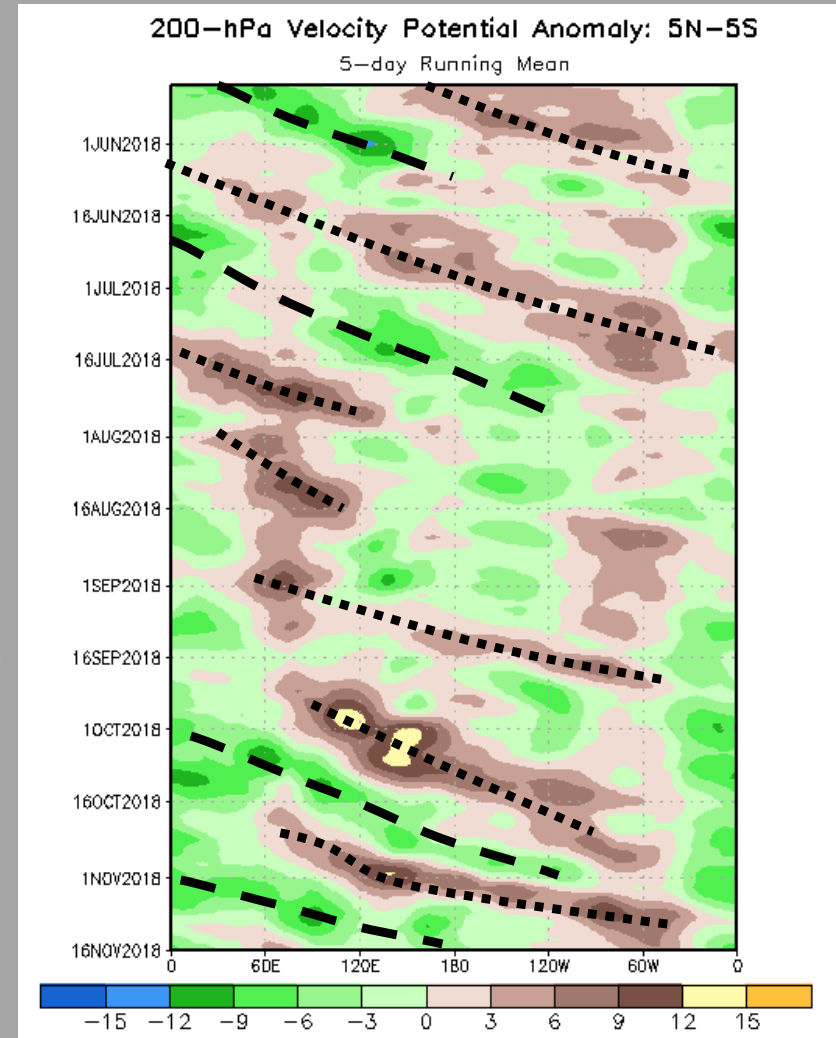 200-hPa Velocity Potential Anomaly: 5N-5S
5-day Running Mean
1JUN2018
16JUN2018
1JUL2018
16JUL2018
1AUG2018
16AUG2018
1SEP2018
16SEP2018
1OCT2018
16OCT2018
1NOV2018
16NOV2018
0 60E 120E 180 120W 60W 0
-15 -12 -9 -6 -3 0 3 6 9 12 15